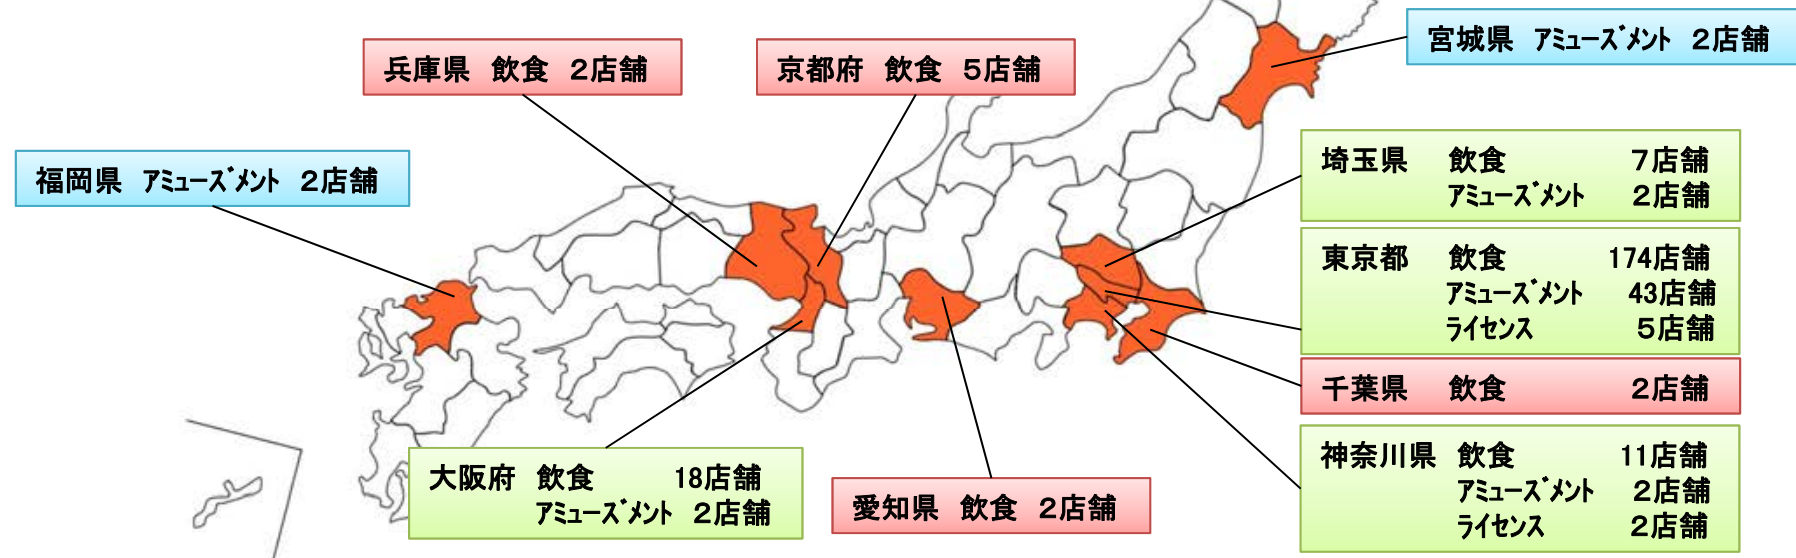 兵庫県 飲食 2店舗
京都府 飲食 5店舗
宮城県 アミューズメント 2店舗
福岡県 アミューズメント 2店舗
埼玉県 飲食 7店舗
アミューズメント 2店舗
東京都 飲食 174店舗
アミューズメント 43店舗
ライセンス 5店舗
千葉県 飲食 2店舗
神奈川県 飲食 11店舗
アミューズメント 2店舗
ライセンス 2店舗
大阪府 飲食 18店舗
アミューズメント 2店舗
愛知県 飲食 2店舗